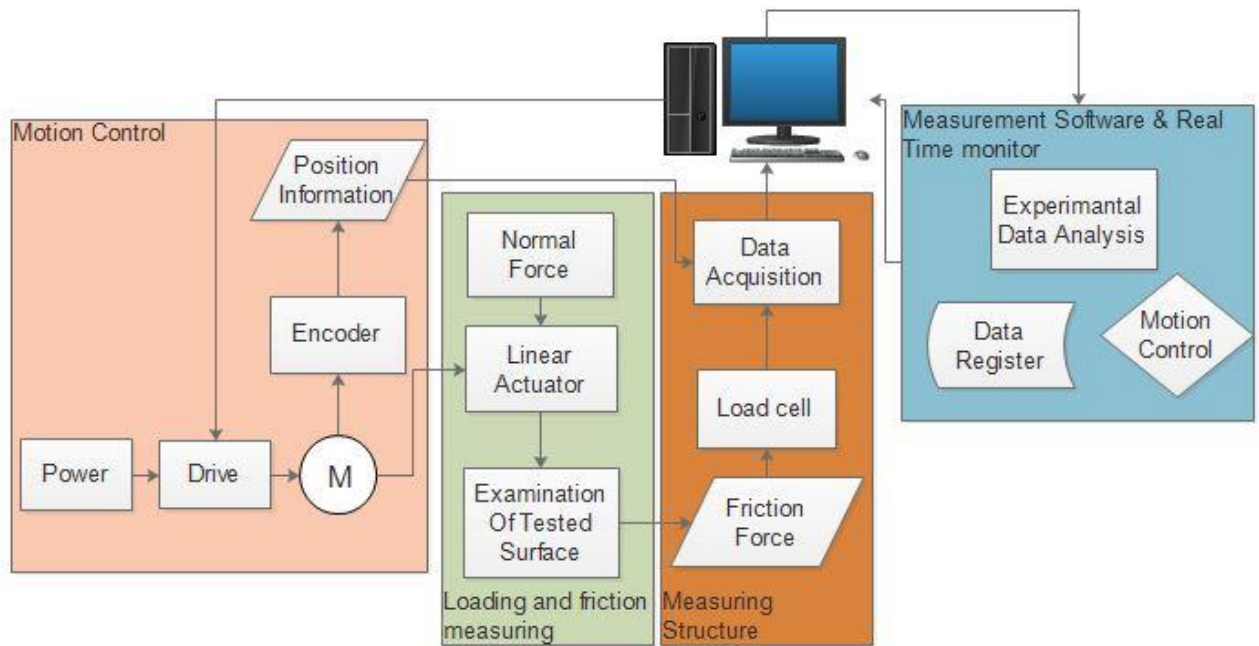 Motion Control
Position
Information
Encoder
Power
Drive
M
Normal
Force
Linear
Actuator
Examination
Of Tested
Surface
Loading and friction
measuring
Data
Acquisition
Load cell
Friction
Force
Measuring
Structure
Measurement Software & Real
Time monitor
Experimantal
Data Analysis
Data
Register
Motion
Control